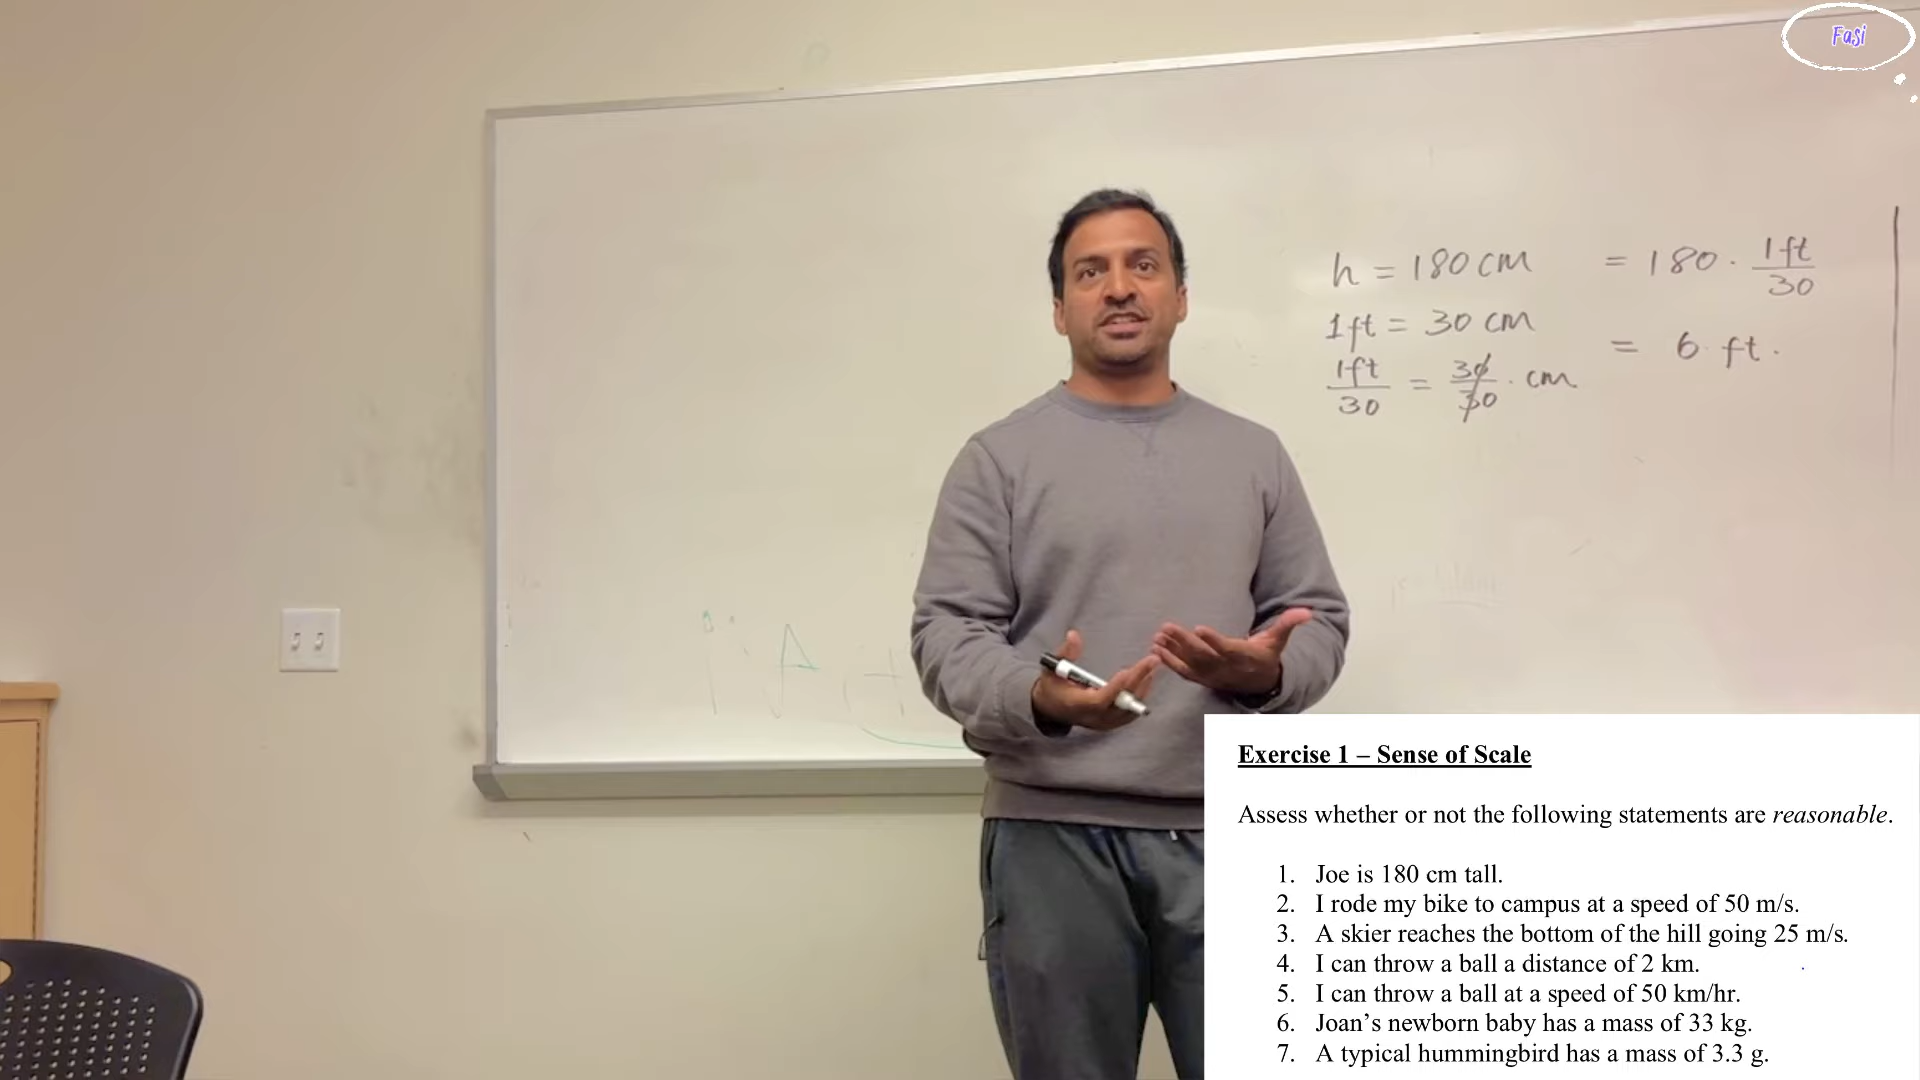 Fasi
h = 180 cm = 180 · 1ft/30
1ft = 30 cm
= 6 ft.
1ft/30 = 30/30 · cm
A
Exercise 1 – Sense of Scale
Assess whether or not the following statements are reasonable.
1. Joe is 180 cm tall.
2. I rode my bike to campus at a speed of 50 m/s.
3. A skier reaches the bottom of the hill going 25 m/s.
4. I can throw a ball a distance of 2 km.
5. I can throw a ball at a speed of 50 km/hr.
6. Joan’s newborn baby has a mass of 33 kg.
7. A typical hummingbird has a mass of 3.3 g.